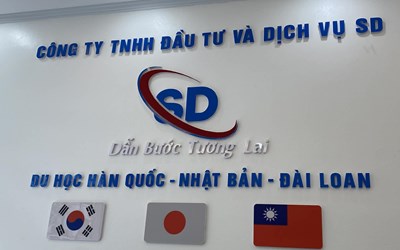 CÔNG TY TNHH ĐẦU TƯ VÀ DỊCH VỤ SD
SD
Dẫn Bước Tương Lai
DU HỌC HÀN QUỐC - NHẬT BẢN - ĐÀI LOAN